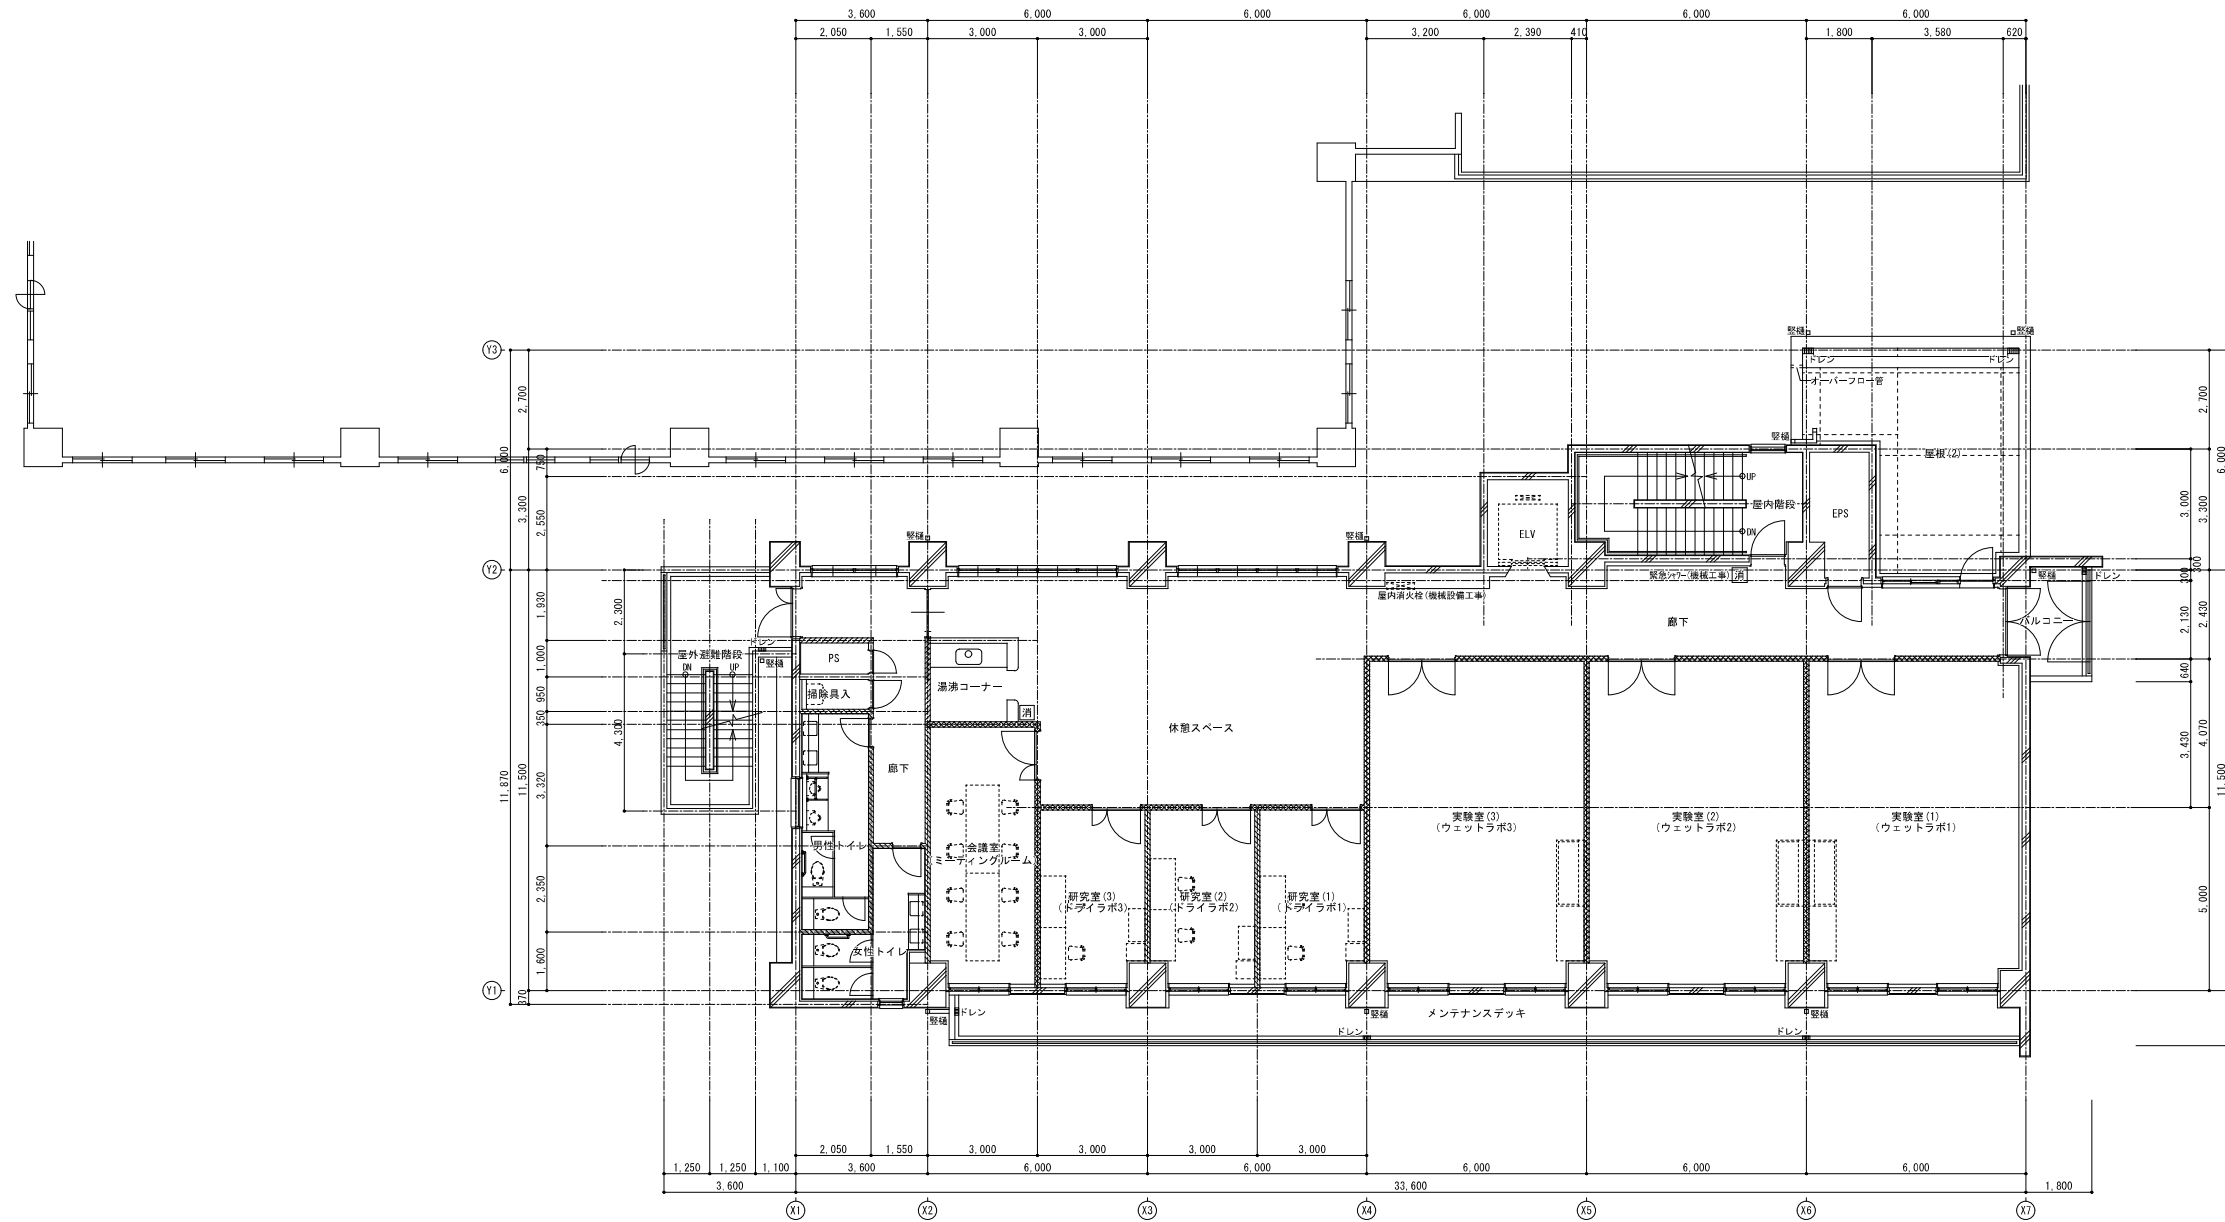 3,600 6,000 6,000 6,000 6,000 6,000
2,050 1,550 3,000 3,000 3,200 2,390 410 1,800 3,580 620
竪樋 竪樋
Y3
ドレン ドレン
オーバーフロー管
2,700 2,700
竪樋
6,000 750 屋根(2) 6,000
UP
屋内階段
3,300 2,550 EPS 3,000 3,300
竪樋 竪樋 ELV DN
Y2
緊急シャワー(機械工事) 消 竪樋 ドレン 300 300
屋内消火栓(機械設備工事)
2,300 1,930 廊下 バルコニー 2,130 2,430
ドレン
屋外避難階段 竪樋 PS
DN UP
1,000 640
湯沸コーナー
掃除具入
950
消
350
休憩スペース
4,300 3,430 4,070
廊下
11,870 11,500 3,320 11,500
実験室(3) 実験室(2) 実験室(1)
(ウェットラボ3) (ウェットラボ2) (ウェットラボ1)
男性トイレ 会議室
(ミーティングルーム)
2,350 5,000
研究室(3) 研究室(2) 研究室(1)
(ドライラボ3) (ドライラボ2) (ドライラボ1)
女性トイレ
1,600
Y1
370
竪樋 ドレン 竪樋 メンテナンスデッキ 竪樋
ドレン ドレン
2,050 1,550 3,000 3,000 3,000 3,000
1,250 1,250 1,100 3,600 6,000 6,000 6,000 6,000 6,000
3,600 33,600 1,800
X1 X2 X3 X4 X5 X6 X7